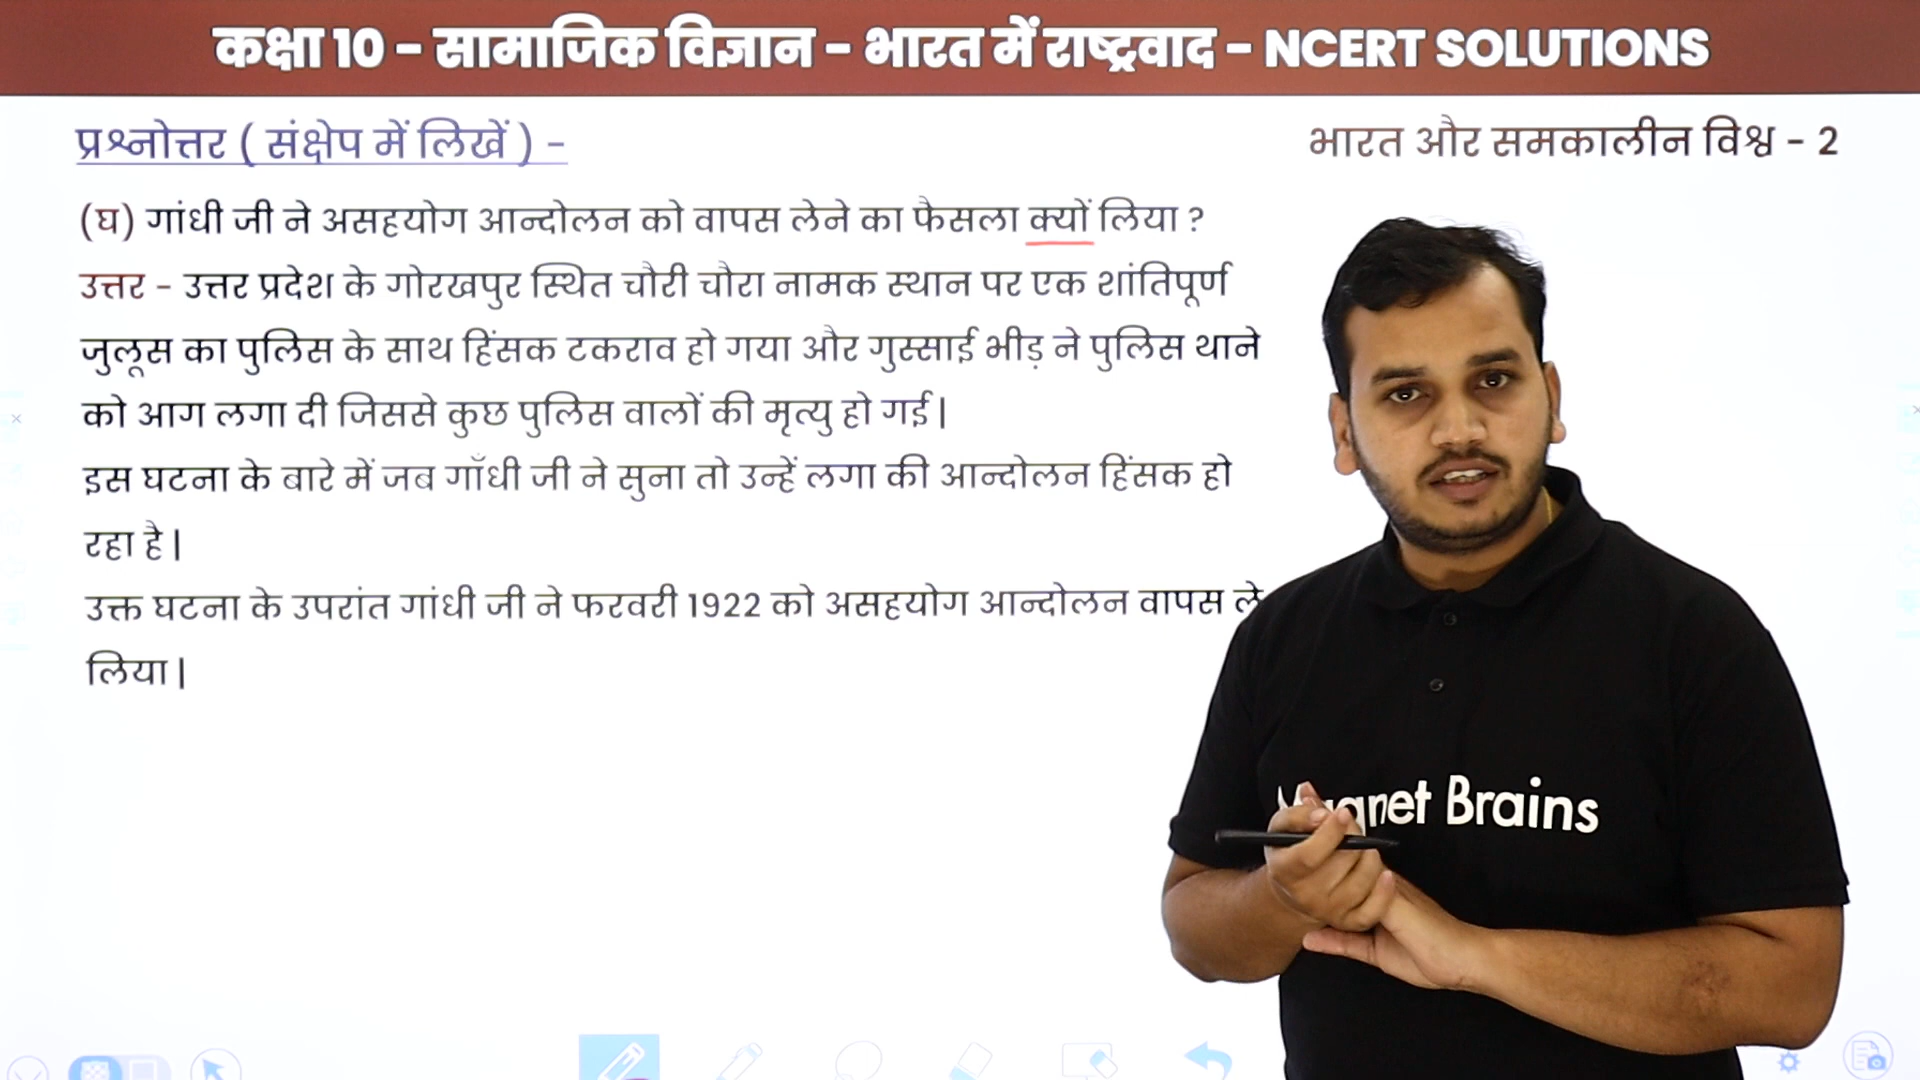 कक्षा 10 - सामाजिक विज्ञान - भारत में राष्ट्रवाद - NCERT SOLUTIONS
प्रश्नोत्तर ( संक्षेप में लिखें ) -
भारत और समकालीन विश्व - 2
(घ) गांधी जी ने असहयोग आन्दोलन को वापस लेने का फैसला क्यों लिया ?
उत्तर - उत्तर प्रदेश के गोरखपुर स्थित चौरी चौरा नामक स्थान पर एक शांतिपूर्ण
जुलूस का पुलिस के साथ हिंसक टकराव हो गया और गुस्साई भीड़ ने पुलिस थाने
को आग लगा दी जिससे कुछ पुलिस वालों की मृत्यु हो गई |
इस घटना के बारे में जब गाँधी जी ने सुना तो उन्हें लगा की आन्दोलन हिंसक हो
रहा है |
उक्त घटना के उपरांत गांधी जी ने फरवरी 1922 को असहयोग आन्दोलन वापस ले
लिया |
Brains